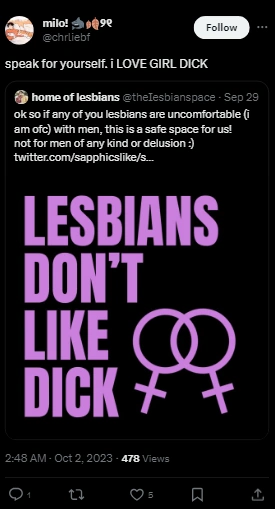 milo! 🦈🍂୨୧
@chrliebf
Follow
speak for yourself. i LOVE GIRL DICK
home of lesbians @theIesbianspace · Sep 29
ok so if any of you lesbians are uncomfortable (i
am ofc) with men, this is a safe space for us!
not for men of any kind or delusion :)
twitter.com/sapphicslike/s...
LESBIANS
DON'T
LIKE
DICK
2:48 AM · Oct 2, 2023 · 478 Views
1
5